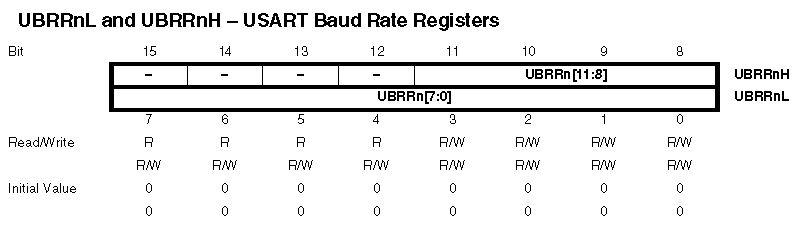 UBRRnL and UBRRnH – USART Baud Rate Registers
Bit 15 14 13 12 11 10 9 8
– – – – UBRRn[11:8] UBRRnH
UBRRn[7:0] UBRRnL
7 6 5 4 3 2 1 0
Read/Write R R R R R/W R/W R/W R/W
R/W R/W R/W R/W R/W R/W R/W R/W
Initial Value 0 0 0 0 0 0 0 0
0 0 0 0 0 0 0 0